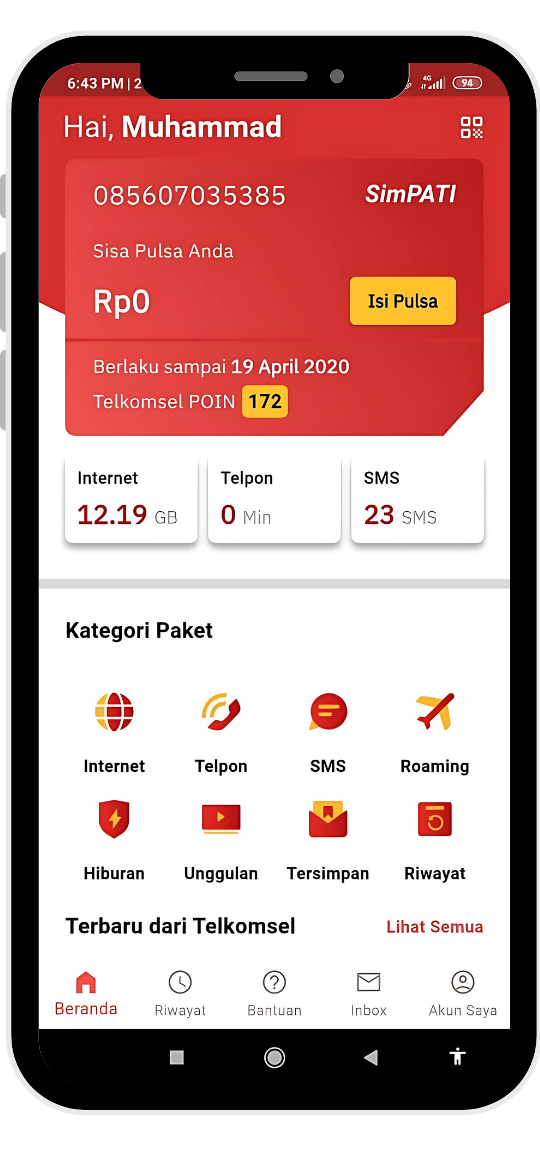 6:43 PM | 2
4G
94
Hai, Muhammad
085607035385 SimPATI
Sisa Pulsa Anda
Rp0 Isi Pulsa
Berlaku sampai 19 April 2020
Telkomsel POIN 172
Internet Telpon SMS
12.19 GB 0 Min 23 SMS
Kategori Paket
Internet Telpon SMS Roaming
Hiburan Unggulan Tersimpan Riwayat
Terbaru dari Telkomsel Lihat Semua
Beranda Riwayat Bantuan Inbox Akun Saya